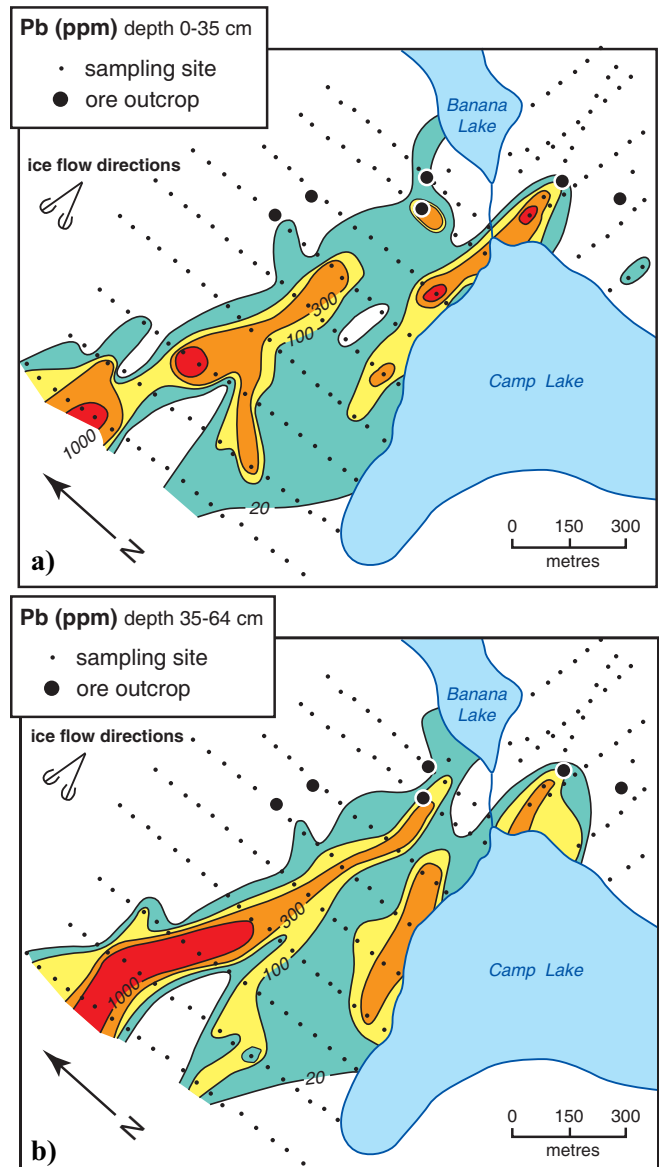 Pb (ppm) depth 0-35 cm
sampling site
ore outcrop
Banana
Lake
ice flow directions
300
100
Camp Lake
1000
20
N
0 150 300
metres
a)
Pb (ppm) depth 35-64 cm
sampling site
ore outcrop
Banana
Lake
ice flow directions
300
100
1000
Camp Lake
20
N
0 150 300
metres
b)